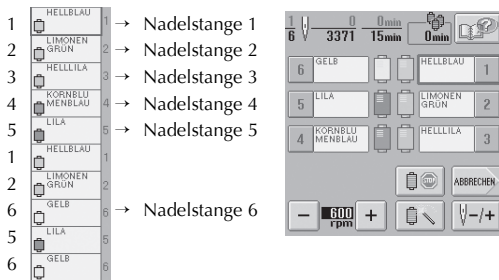 1 HELLBLAU 1 → Nadelstange 1
2 LIMONEN GRÜN 2 → Nadelstange 2
3 HELLLILA 3 → Nadelstange 3
4 KORNBLU MENBLAU 4 → Nadelstange 4
5 LILA 5 → Nadelstange 5
1 HELLBLAU 1
2 LIMONEN GRÜN 2
6 GELB 6 → Nadelstange 6
5 LILA 5
6 GELB 6
1 0 0min
6 3371 15min 0min
6 GELB HELLBLAU 1
5 LILA LIMONEN GRÜN 2
4 KORNBLU MENBLAU HELLLILA 3
STOP ABBRECHEN
− 600 rpm + −/+